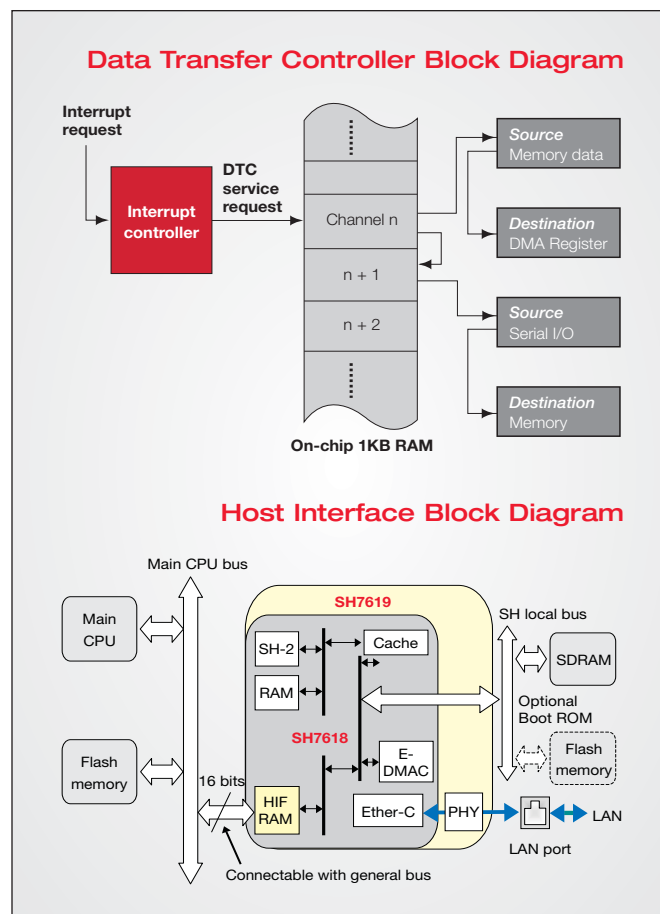 Data Transfer Controller Block Diagram
Interrupt
request
Interrupt
controller
DTC
service
request
Channel n
n + 1
n + 2
On-chip 1KB RAM
Source
Memory data
Destination
DMA Register
Source
Serial I/O
Destination
Memory
Host Interface Block Diagram
Main CPU bus
Main
CPU
Flash
memory
16 bits
Connectable with general bus
SH7619
SH-2
Cache
RAM
SH7618
E-
DMAC
HIF
RAM
Ether-C
PHY
SH local bus
SDRAM
Optional
Boot ROM
Flash
memory
LAN
LAN port